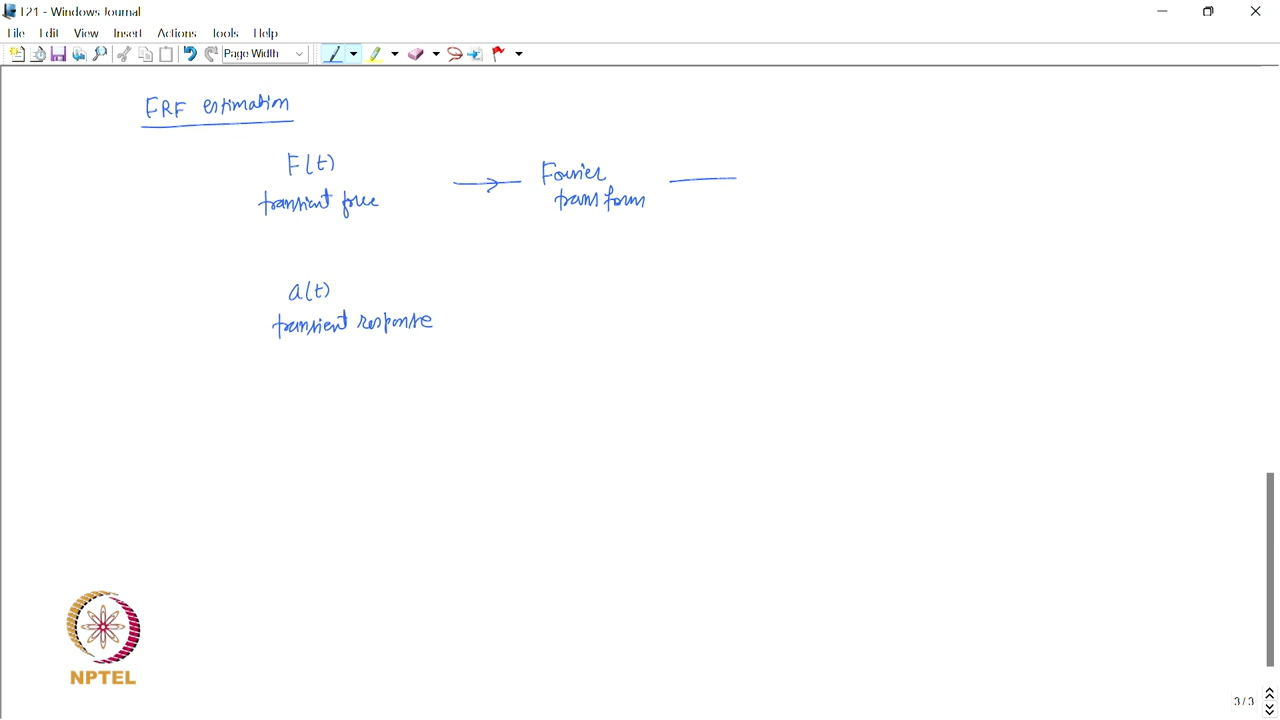 L21 - Windows Journal
File Edit View Insert Actions Tools Help
Page Width
FRF estimation
F(t)
transient force
Fourier
transform
a(t)
transient response
NPTEL
3/3